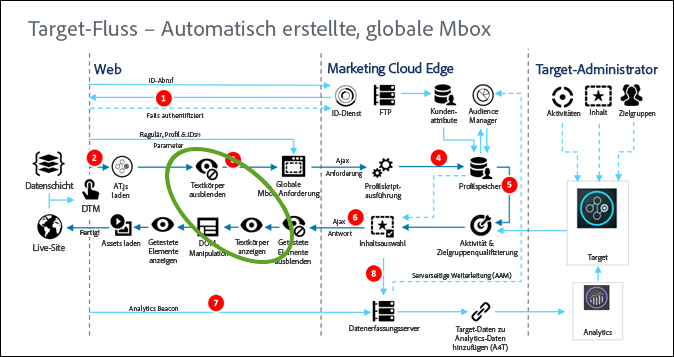 Target-Fluss – Automatisch erstellte, globale Mbox
Web
Marketing Cloud Edge
Target-Administrator
ID-Abruf
1
Falls authentifiziert
ID-Dienst
FTP
Kunden-
attribute
Audience
Manager
Aktivitäten
Inhalt
Zielgruppen
Regulär, Profil & IDs
Parameter
2
4
5
Datenschicht
DTM
ATjs
laden
Textkörper
ausblenden
Globale
Mbox-Anforderung
Ajax
Anforderung
Profilskript-
ausführung
Profilspeicher
Live-Site
Fertig!
Assets laden
Getestete
Elemente
anzeigen
DOM
Manipulation
Textkörper
anzeigen
Getestete
Elemente
ausblenden
Ajax
Antwort
6
Inhaltsauswahl
Aktivität &
Zielgruppenqualifizierung
Target
8
Serverseitige Weiterleitung (AAM)
Analytics Beacon
7
Datenerfassungsserver
Target-Daten zu
Analytics-Daten
hinzufügen (A4T)
Analytics